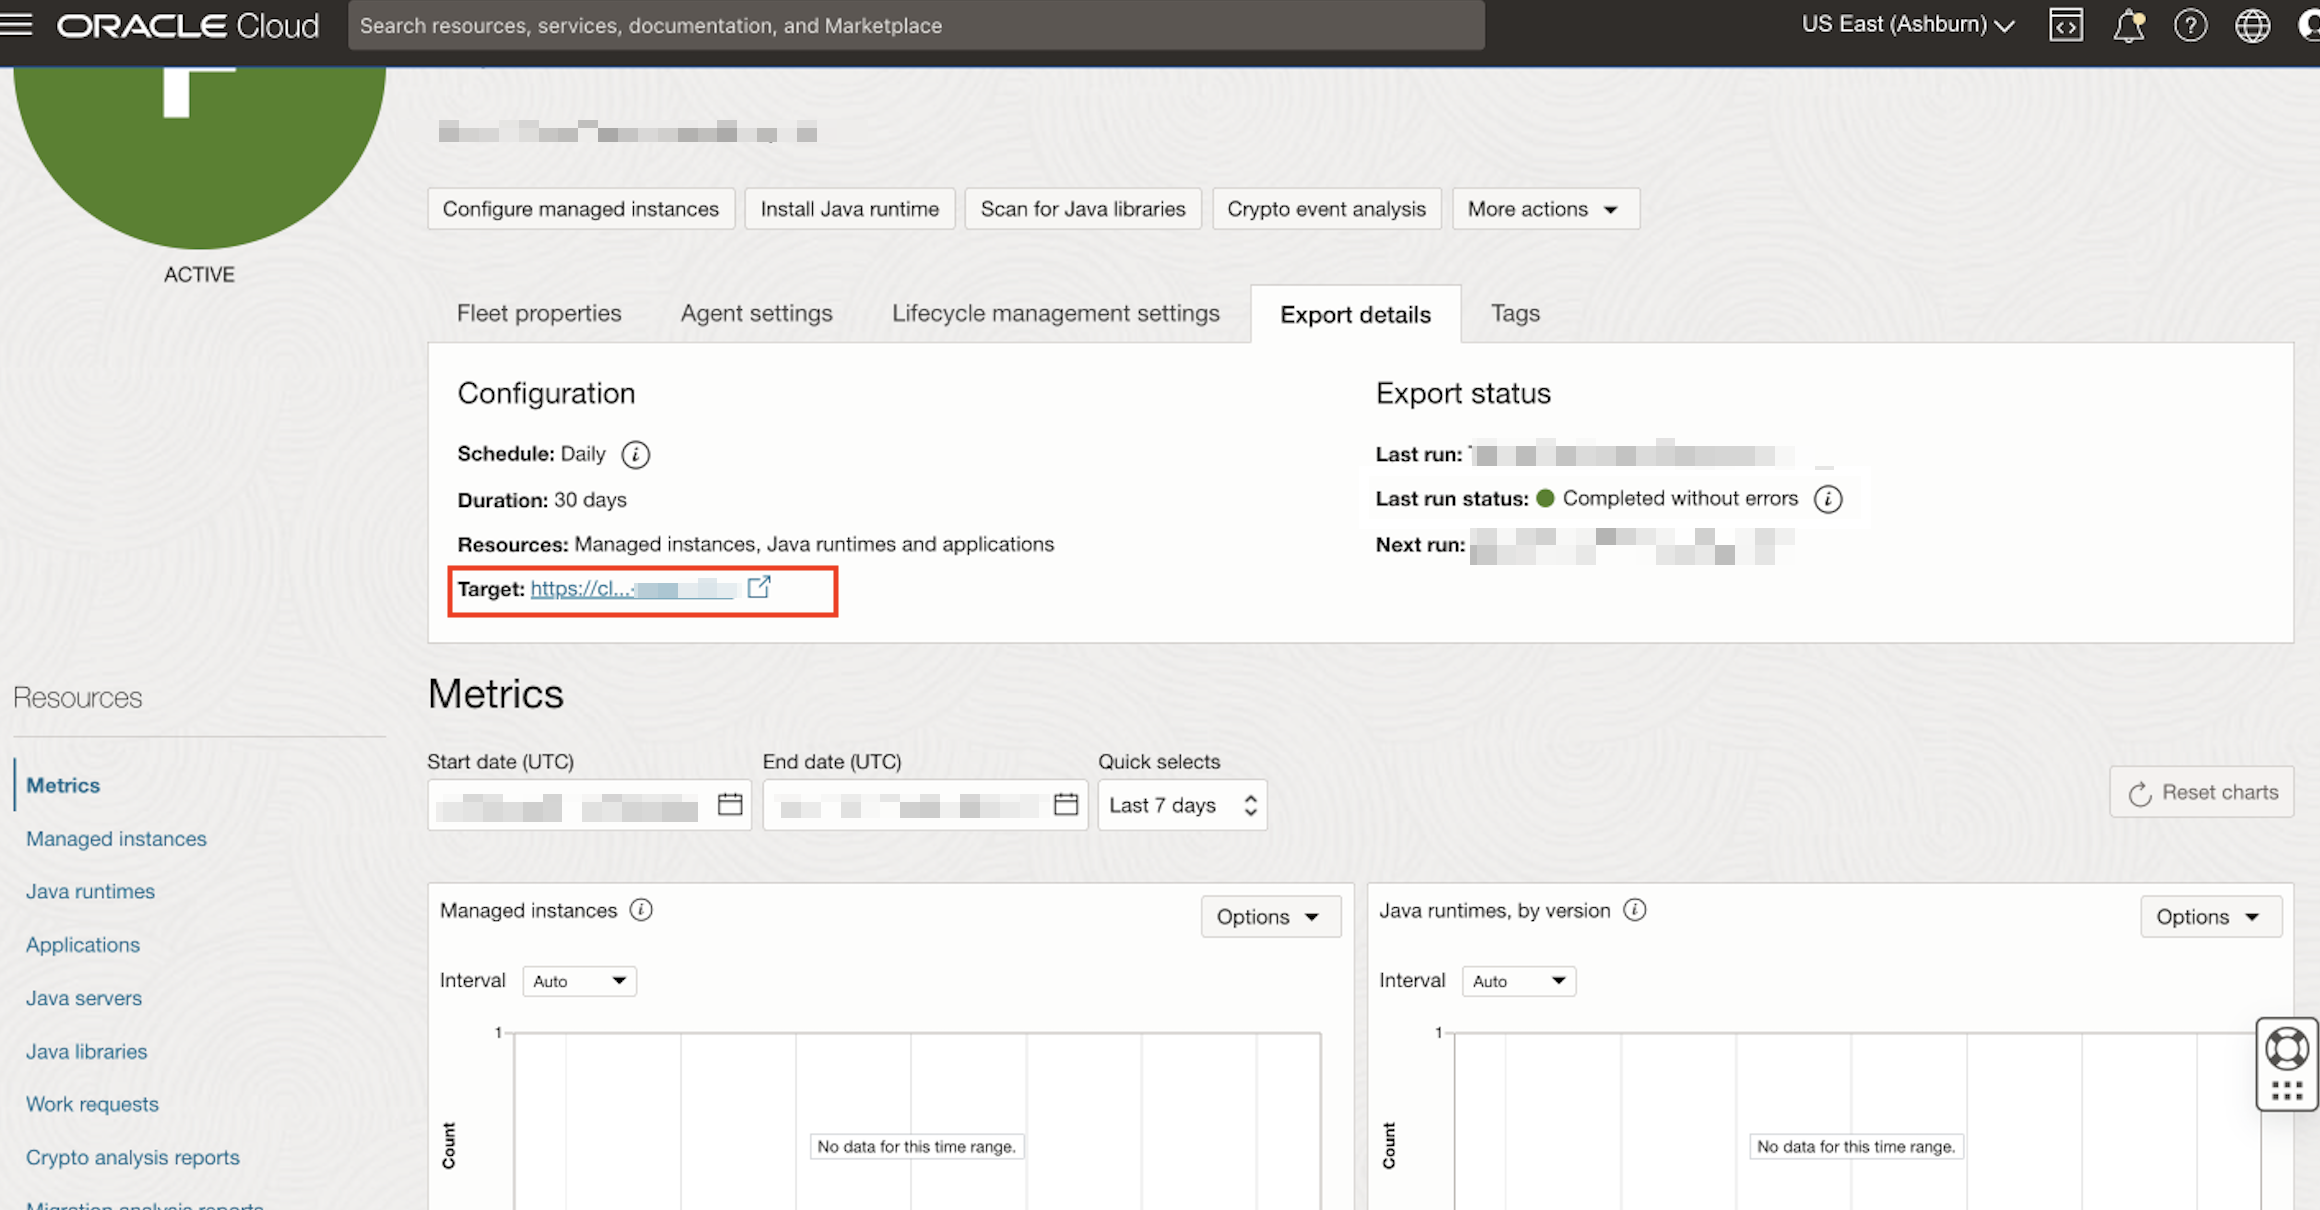 ORACLE Cloud
Search resources, services, documentation, and Marketplace
US East (Ashburn)
ACTIVE
Configure managed instances
Install Java runtime
Scan for Java libraries
Crypto event analysis
More actions
Fleet properties
Agent settings
Lifecycle management settings
Export details
Tags
Configuration
Schedule: Daily
Duration: 30 days
Resources: Managed instances, Java runtimes and applications
Target: https://cl...
Export status
Last run:
Last run status: Completed without errors
Next run:
Resources
Metrics
Managed instances
Java runtimes
Applications
Java servers
Java libraries
Work requests
Crypto analysis reports
Migration analysis reports
Metrics
Start date (UTC)
End date (UTC)
Quick selects
Last 7 days
Reset charts
Managed instances
Options
Interval Auto
1
Count
No data for this time range.
Java runtimes, by version
Options
Interval Auto
1
Count
No data for this time range.